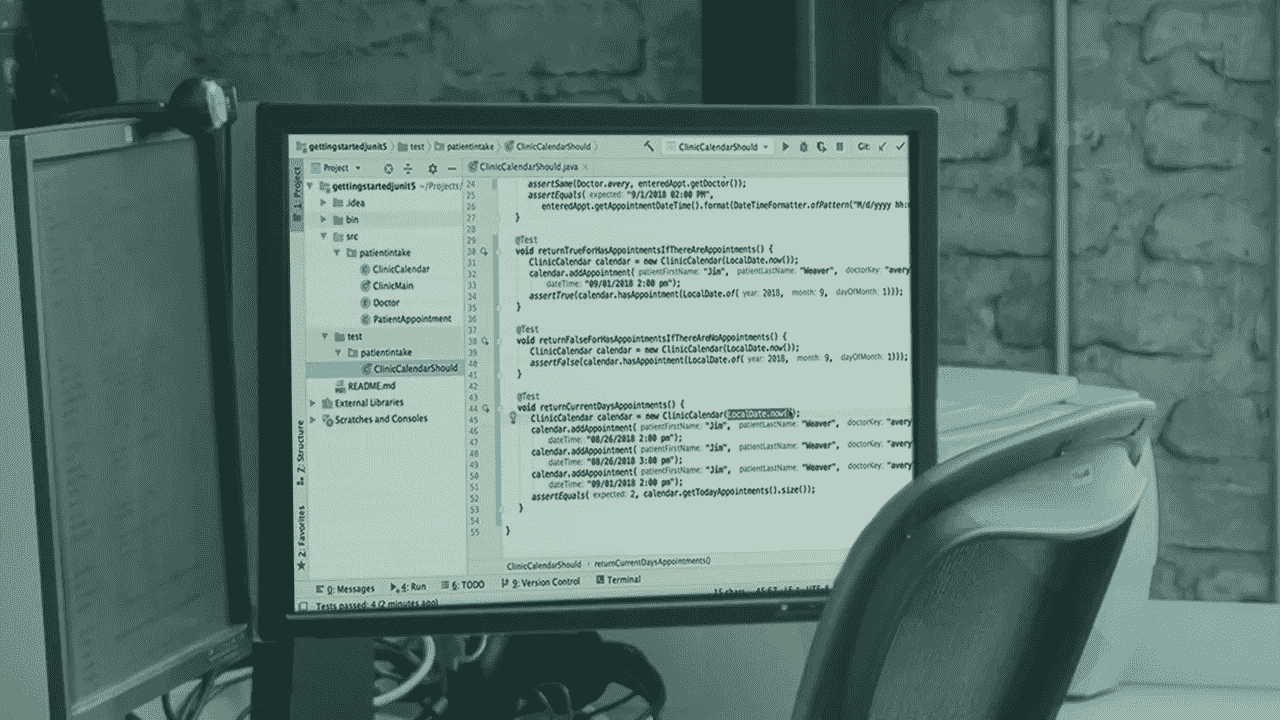 gettingstartedjunit5 test patientintake ClinicCalendarShould ClinicCalendarShould Git:
Project ClinicCalendarShould.java
1: Project
gettingstartedjunit5 ~/Projects/
.idea
bin
src
patientintake
ClinicCalendar
ClinicMain
Doctor
PatientAppointment
test
patientintake
ClinicCalendarShould
README.md
External Libraries
Scratches and Consoles
Z: Structure
2: Favorites
24 assertSame(Doctor.avery, enteredAppt.getDoctor());
25 assertEquals( expected: "9/1/2018 02:00 PM",
26 enteredAppt.getAppointmentDateTime().format(DateTimeFormatter.ofPattern("M/d/yyyy hh:m
27 }
28
29 @Test
30 void returnTrueForHasAppointmentsIfThereAreAppointments() {
31 ClinicCalendar calendar = new ClinicCalendar(LocalDate.now());
32 calendar.addAppointment( patientFirstName: "Jim", patientLastName: "Weaver", doctorKey: "avery
33 dateTime: "09/01/2018 2:00 pm");
34 assertTrue(calendar.hasAppointment(LocalDate.of( year: 2018, month: 9, dayOfMonth: 1)));
35 }
36
37 @Test
38 void returnFalseForHasAppointmentsIfThereAreNoAppointments() {
39 ClinicCalendar calendar = new ClinicCalendar(LocalDate.now());
40 assertFalse(calendar.hasAppointment(LocalDate.of( year: 2018, month: 9, dayOfMonth: 1)));
41 }
42
43 @Test
44 void returnCurrentDaysAppointments() {
45 ClinicCalendar calendar = new ClinicCalendar(LocalDate.now());
46 calendar.addAppointment( patientFirstName: "Jim", patientLastName: "Weaver", doctorKey: "avery
47 dateTime: "08/26/2018 2:00 pm");
48 calendar.addAppointment( patientFirstName: "Jim", patientLastName: "Weaver", doctorKey: "avery
49 dateTime: "08/26/2018 3:00 pm");
50 calendar.addAppointment( patientFirstName: "Jim", patientLastName: "Weaver", doctorKey: "avery
51 dateTime: "09/01/2018 2:00 pm");
52 assertEquals( expected: 2, calendar.getTodayAppointments().size());
53 }
54
55 }
ClinicCalendarShould returnCurrentDaysAppointments()
0: Messages 4: Run 6: TODO 9: Version Control Terminal
Tests passed: 4 (2 minutes ago)